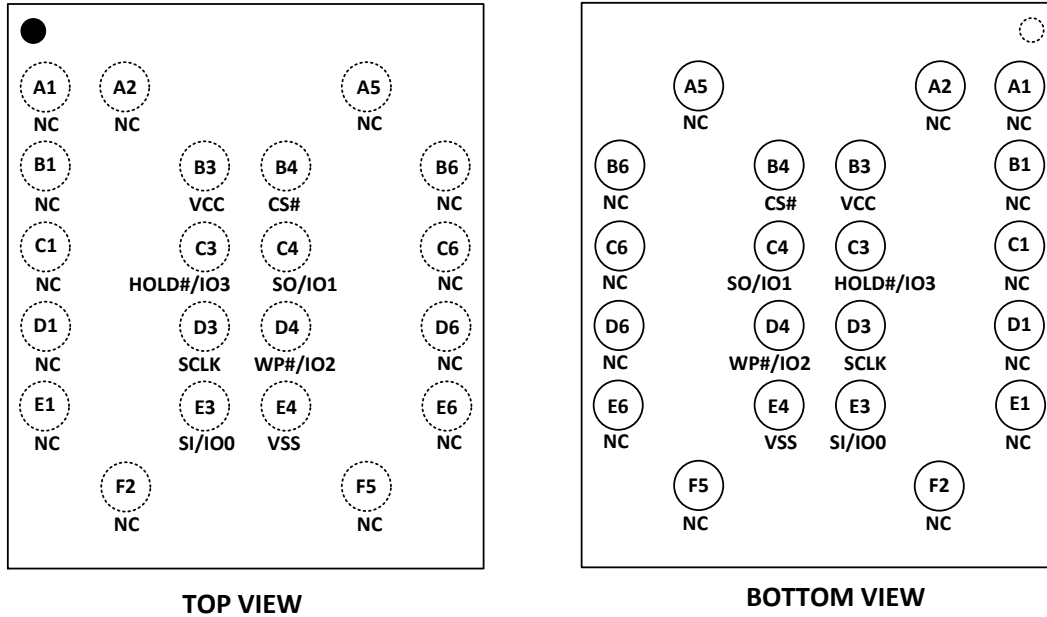 A1 A2 A5
NC NC NC
B1 B3 B4 B6
NC VCC CS# NC
C1 C3 C4 C6
NC HOLD#/IO3 SO/IO1 NC
D1 D3 D4 D6
NC SCLK WP#/IO2 NC
E1 E3 E4 E6
NC SI/IO0 VSS NC
F2 F5
NC NC
TOP VIEW
A5 A2 A1
NC NC NC
B6 B4 B3 B1
NC CS# VCC NC
C6 C4 C3 C1
NC SO/IO1 HOLD#/IO3 NC
D6 D4 D3 D1
NC WP#/IO2 SCLK NC
E6 E4 E3 E1
NC VSS SI/IO0 NC
F5 F2
NC NC
BOTTOM VIEW